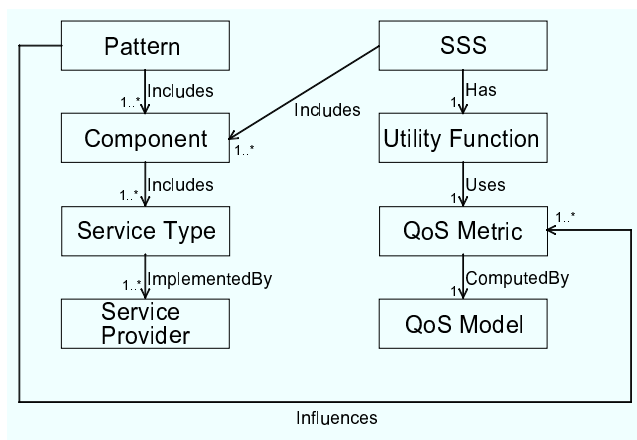 Pattern
SSS
Includes
1..*
Has
1
Includes
1..*
Component
Utility Function
Includes
1..*
Uses
1
Service Type
QoS Metric
1..*
ImplementedBy
1..*
ComputedBy
1
Service
Provider
QoS Model
Influences